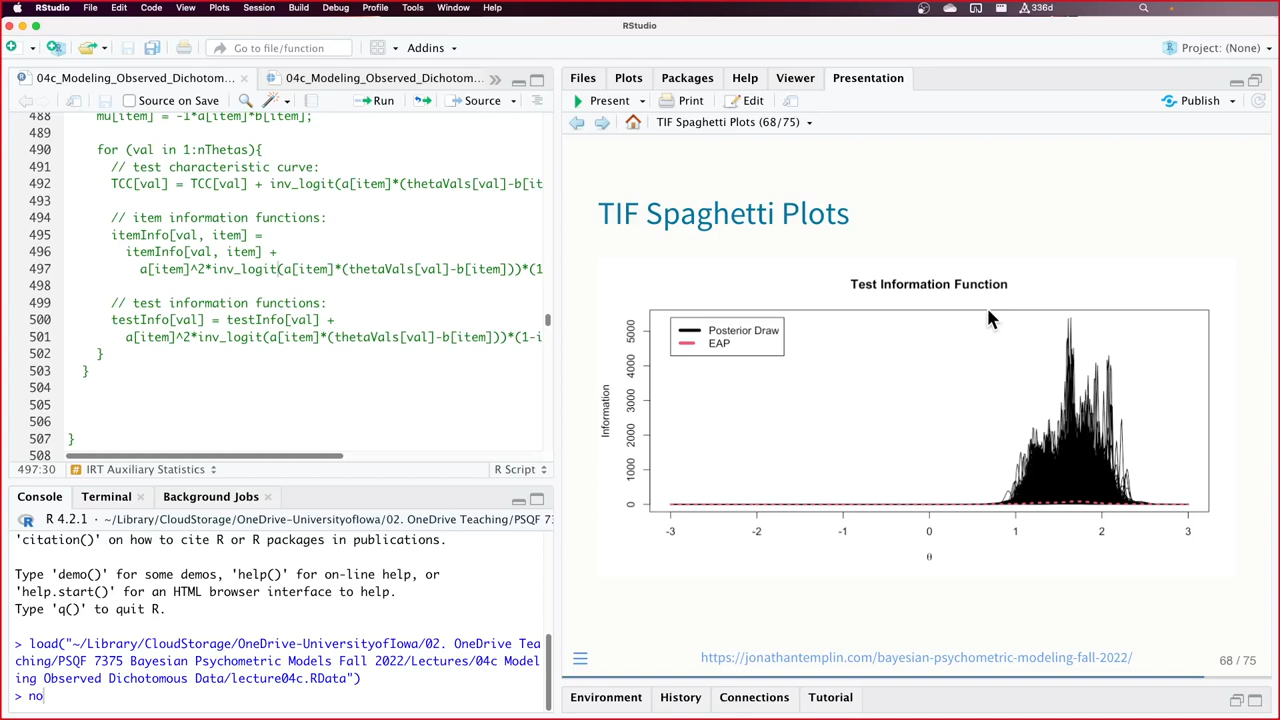 RStudio File Edit Code View Plots Session Build Debug Profile Tools Window Help 336d
RStudio
Go to file/function Addins Project: (None)
04c_Modeling_Observed_Dichotom... 04c_Modeling_Observed_Dichotom...
Source on Save Run Source
488 mu[item] = -1*a[item]*b[item];
489
490 for (val in 1:nThetas){
491 // test characteristic curve:
492 TCC[val] = TCC[val] + inv_logit(a[item]*(thetaVals[val]-b[it
493
494 // item information functions:
495 itemInfo[val, item] =
496 itemInfo[val, item] +
497 a[item]^2*inv_logit(a[item]*(thetaVals[val]-b[item]))*(1
498
499 // test information functions:
500 testInfo[val] = testInfo[val] +
501 a[item]^2*inv_logit(a[item]*(thetaVals[val]-b[item]))*(1-i
502 }
503 }
504
505
506
507 }
508
497:30 IRT Auxiliary Statistics R Script
Console Terminal Background Jobs
R 4.2.1 · ~/Library/CloudStorage/OneDrive-UniversityofIowa/02. OneDrive Teaching/PSQF 73
'citation()' on how to cite R or R packages in publications.
Type 'demo()' for some demos, 'help()' for on-line help, or
'help.start()' for an HTML browser interface to help.
Type 'q()' to quit R.
> load("~/Library/CloudStorage/OneDrive-UniversityofIowa/02. OneDrive Tea
ching/PSQF 7375 Bayesian Psychometric Models Fall 2022/Lectures/04c Model
ing Observed Dichotomous Data/lecture04c.RData")
> no
Files Plots Packages Help Viewer Presentation
Present Print Edit Publish
TIF Spaghetti Plots (68/75)
TIF Spaghetti Plots
Test Information Function
Posterior Draw
EAP
Information
5000
4000
3000
2000
1000
0
-3 -2 -1 0 1 2 3
θ
https://jonathantemplin.com/bayesian-psychometric-modeling-fall-2022/
68 / 75
Environment History Connections Tutorial